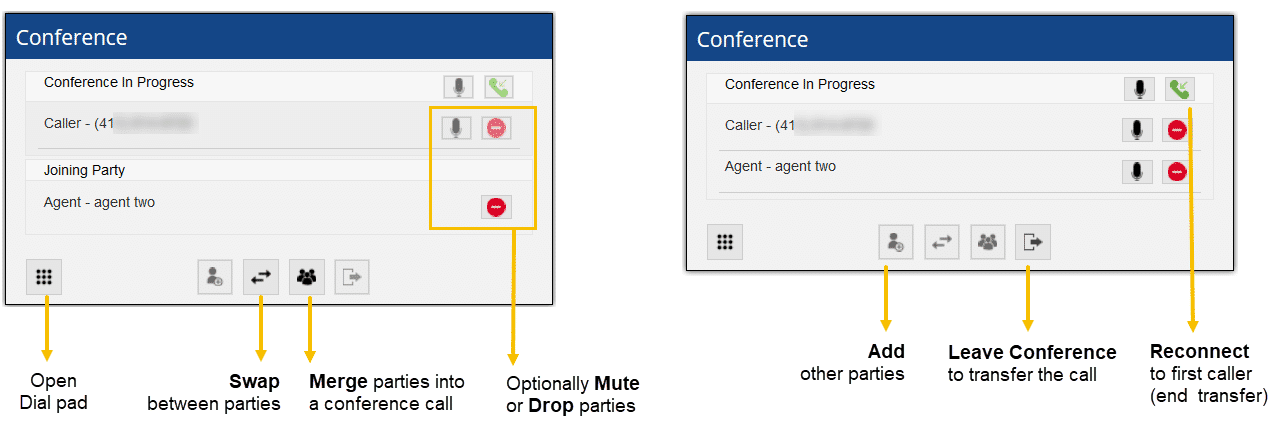 Conference
Conference In Progress
Caller - (41
Joining Party
Agent - agent two
Open
Dial pad
Swap
between parties
Merge parties into
a conference call
Optionally Mute
or Drop parties
Conference
Conference In Progress
Caller - (41
Agent - agent two
Add
other parties
Leave Conference
to transfer the call
Reconnect
to first caller
(end transfer)